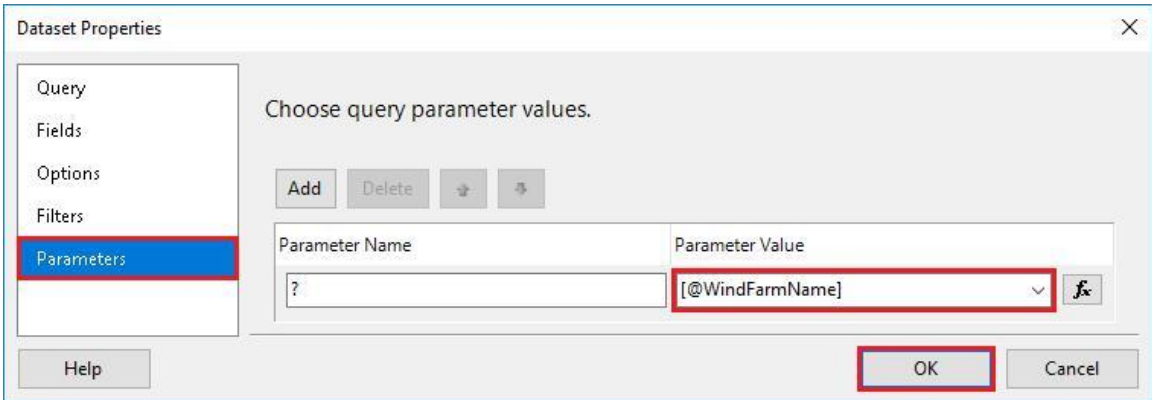 Dataset Properties
Query
Fields
Options
Filters
Parameters
Choose query parameter values.
Add Delete
Parameter Name Parameter Value
? [@WindFarmName] fx
Help OK Cancel